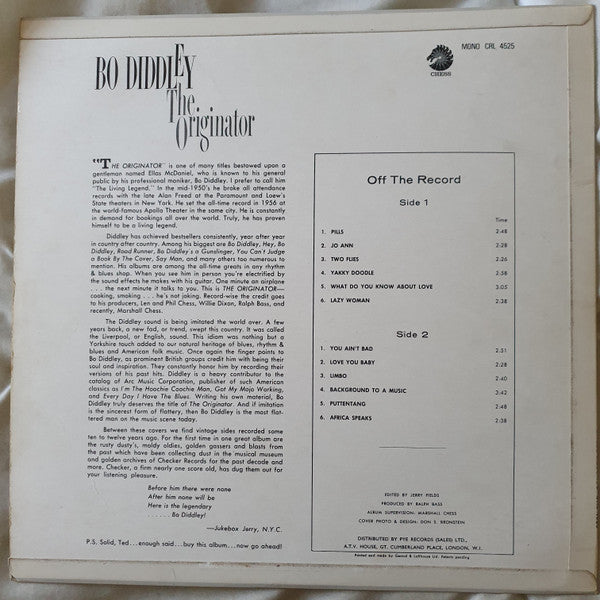 BO DIDDLEY
The
Originator
CHESS
MONO CRL 4525
"THE ORIGINATOR" is one of many titles bestowed upon a
gentleman named Ellas McDaniel, who is known to his general
public by his professional moniker, Bo Diddley. I prefer to call him
"The Living Legend." In the mid-1950's he broke all attendance
records with the late Alan Freed at the Paramount and Loew's
State theaters in New York. He set the all-time record in 1956 at
the world-famous Apollo Theater in the same city. He is constantly
in demand for bookings all over the world. Truly, he has proven
himself to be a living legend.
Diddley has achieved bestsellers consistently, year after year
in country after country. Among his biggest are Bo Diddley, Hey, Bo
Diddley, Road Runner, Bo Diddley's a Gunslinger, You Can't Judge
a Book By The Cover, Say Man, and many others too numerous to
mention. His albums are among the all-time greats in any rhythm
& blues shop. When you see him in person you're electrified by
the sound effects he makes with his guitar. One minute an airplane
. . . the next minute it talks to you. This is THE ORIGINATOR—
cooking, smoking . . . he's not joking. Record-wise the credit goes
to his producers, Len and Phil Chess, Willie Dixon, Ralph Bass, and
recently, Marshall Chess.
The Diddley sound is being imitated the world over. A few
years back, a new fad, or trend, swept this country. It was called
the Liverpool, or English, sound. This idiom was nothing but a
Yorkshire touch added to our natural heritage of blues, rhythm &
blues and American folk music. Once again the finger points to
Bo Diddley, as prominent British groups credit him with being their
soul and inspiration. They constantly honor him by recording their
versions of his past hits. Diddley is a heavy contributor to the
catalog of Arc Music Corporation, publisher of such American
classics as I'm The Hoochie Coochie Man, Got My Mojo Working,
and Every Day I Have The Blues. Writing his own material, Bo
Diddley truly deserves the title of The Originator. And if imitation
is the sincerest form of flattery, then Bo Diddley is the most flat-
tered man on the music scene today.
Between these covers we find vintage sides recorded some
ten to twelve years ago. For the first time in one great album are
the rusty dusty's, moldy oldies, golden gassers and blasts from
the past which have been collecting dust in the musical museum
and golden archives of Checker Records for the past decade and
more. Checker, a firm nearly one score old, has dug them out for
your listening pleasure.
Before him there were none
After him none will be
Here is the legendary
. . . . . . Bo Diddley!
—Jukebox Jerry, N.Y.C.
P.S. Solid, Ted...enough said...buy this album...now go ahead!
Off The Record
Side 1
Time
1. PILLS 2:48
2. JO ANN 2:28
3. TWO FLIES 2:26
4. YAKKY DOODLE 2:58
5. WHAT DO YOU KNOW ABOUT LOVE 3:05
6. LAZY WOMAN 2:38
Side 2
1. YOU AIN'T BAD 2:51
2. LOVE YOU BABY 2:28
3. LIMBO 2:40
4. BACKGROUND TO A MUSIC 2:42
5. PUTTENTANG 2:48
6. AFRICA SPEAKS 2:38
EDITED BY JERRY FIELDS
PRODUCED BY RALPH BASS
ALBUM SUPERVISION: MARSHALL CHESS
COVER PHOTO & DESIGN: DON S. BRONSTEIN
DISTRIBUTED BY PYE RECORDS (SALES) LTD.
A.T.V. HOUSE, GT. CUMBERLAND PLACE, LONDON, W.I.
Printed and made by Garrod & Lofthouse Ltd. Patents pending